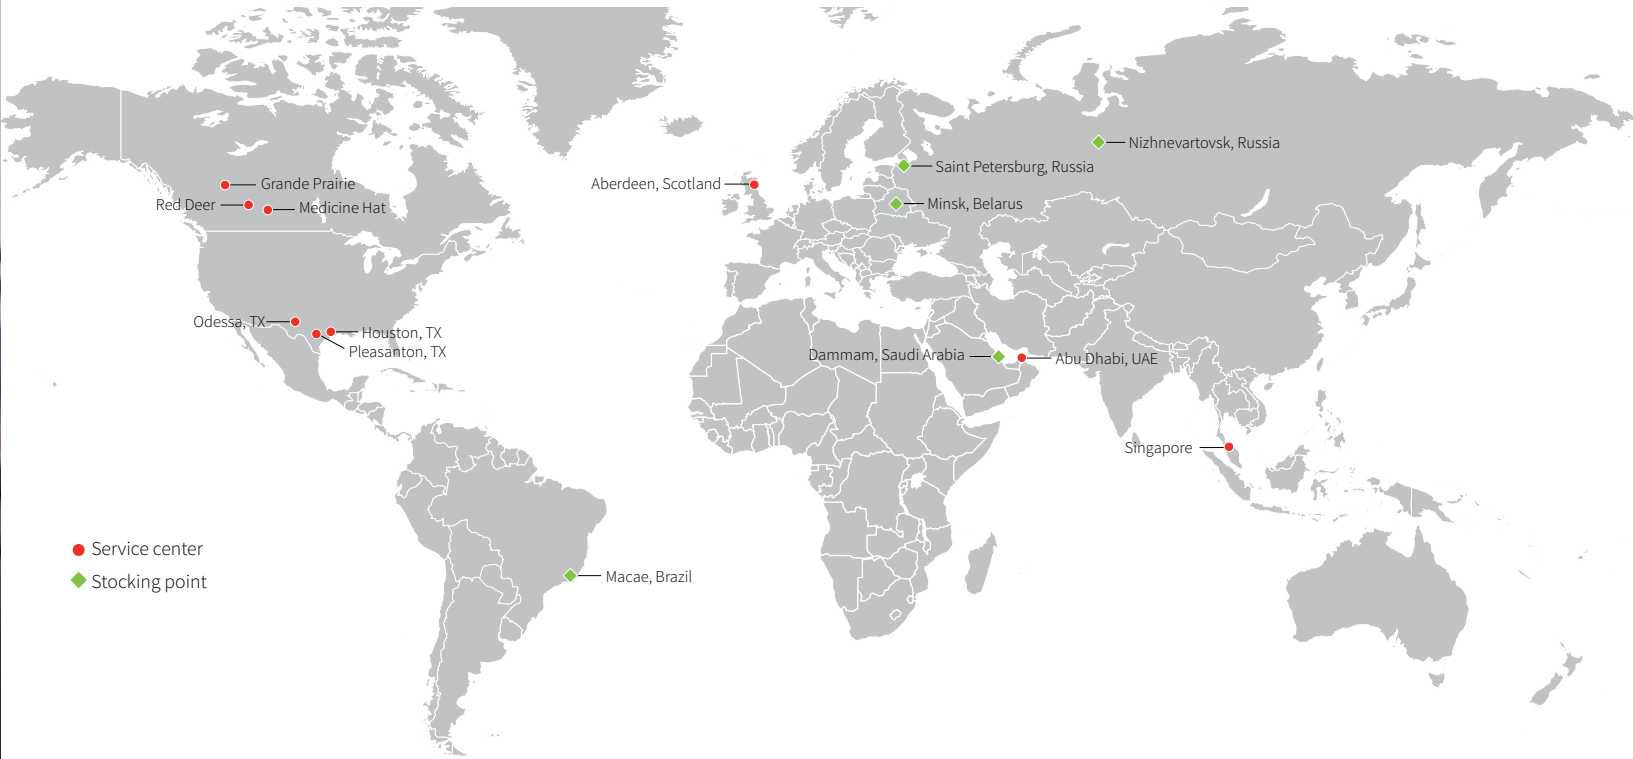 Nizhnevartovsk, Russia
Saint Petersburg, Russia
Aberdeen, Scotland
Grande Prairie
Red Deer
Medicine Hat
Minsk, Belarus
Odessa, TX
Houston, TX
Pleasanton, TX
Dammam, Saudi Arabia
Abu Dhabi, UAE
Singapore
Service center
Stocking point
Macae, Brazil